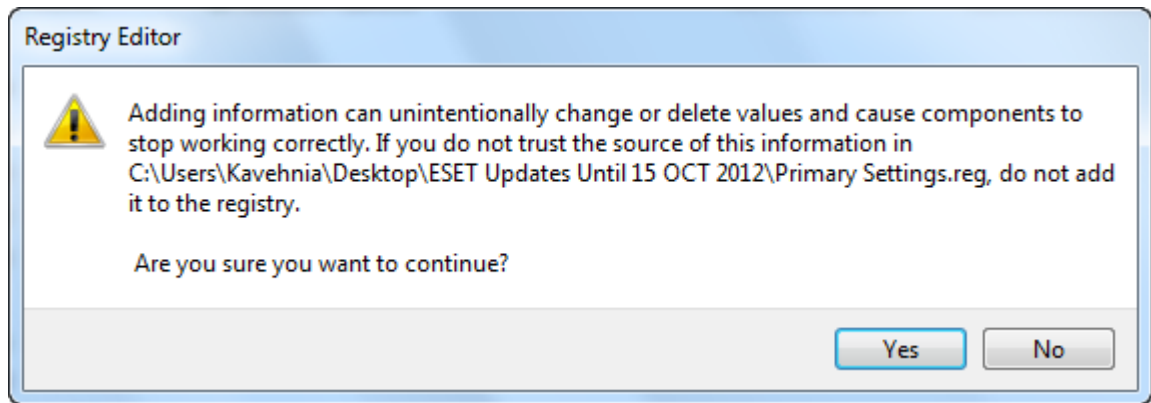 Registry Editor
Adding information can unintentionally change or delete values and cause components to
stop working correctly. If you do not trust the source of this information in
C:\Users\Kavehnia\Desktop\ESET Updates Until 15 OCT 2012\Primary Settings.reg, do not add
it to the registry.
Are you sure you want to continue?
Yes
No